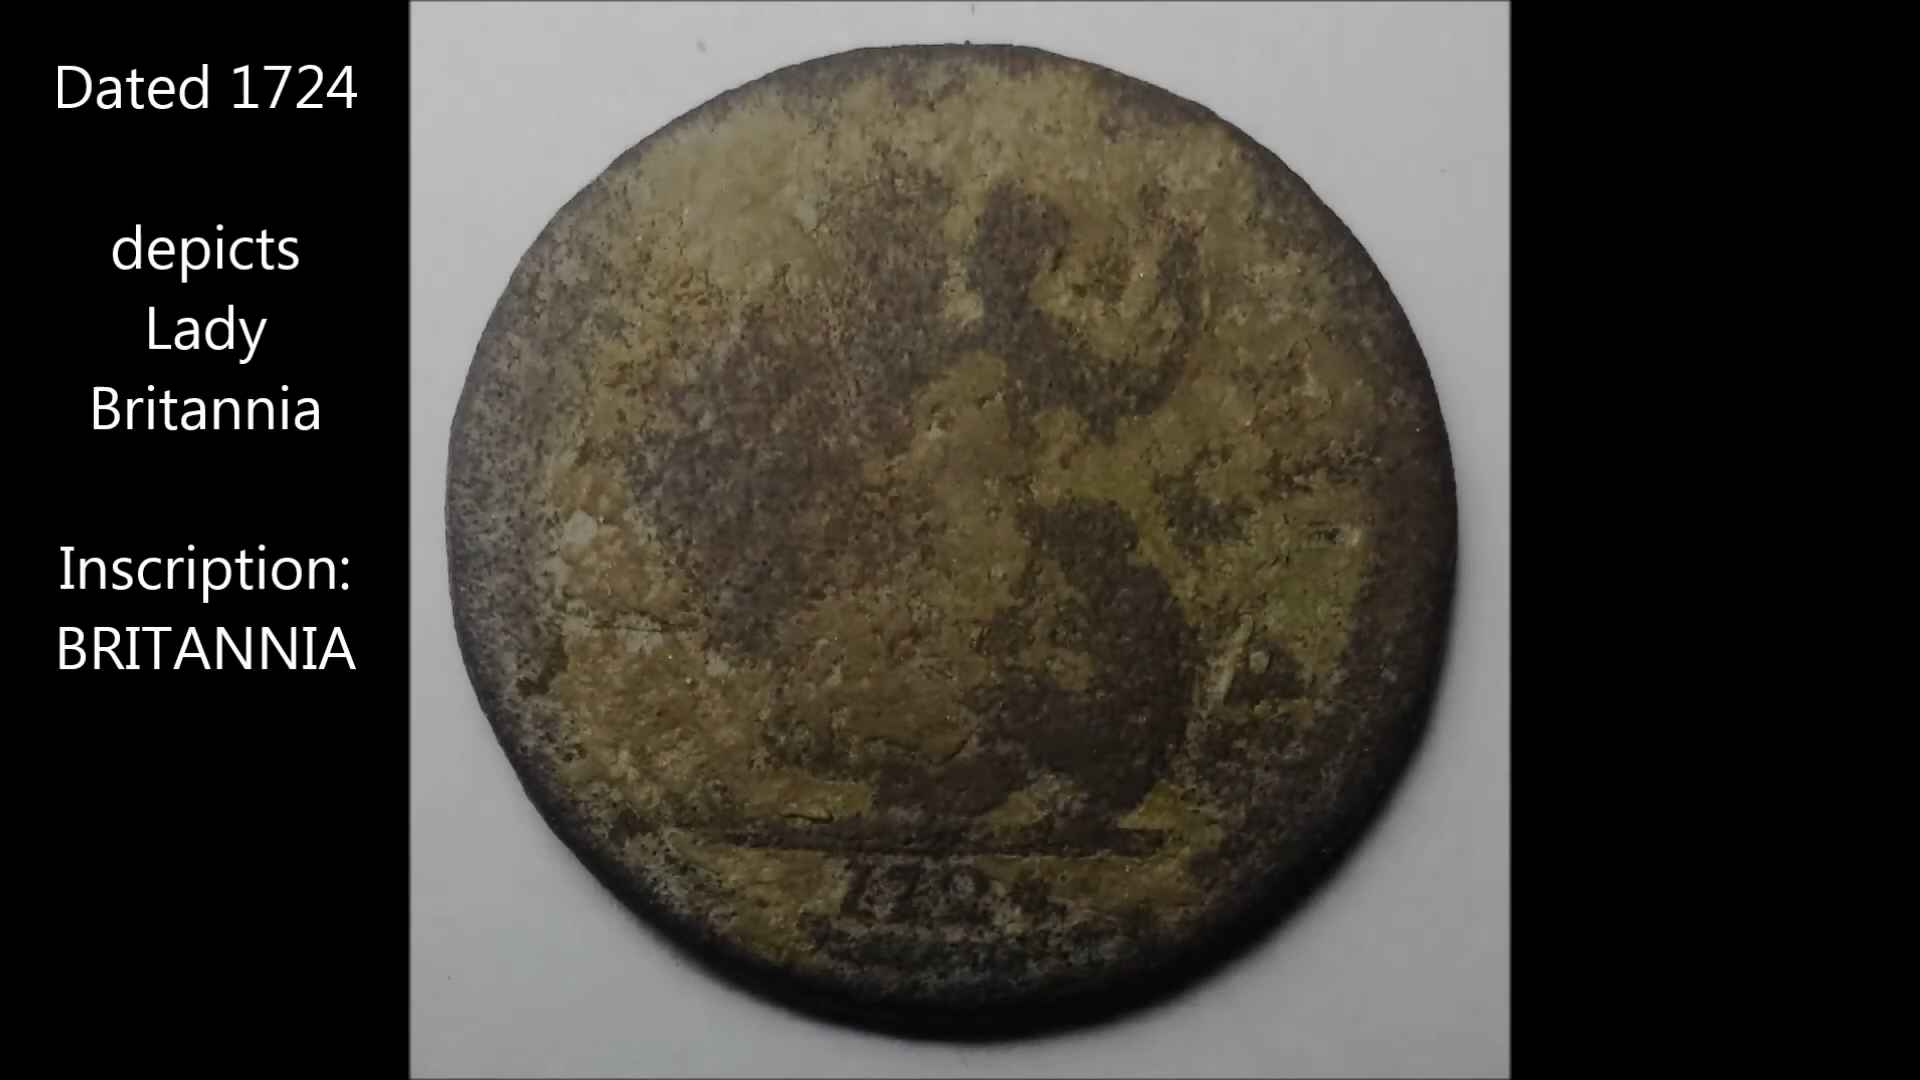 Dated 1724
depicts
Lady
Britannia
Inscription:
BRITANNIA